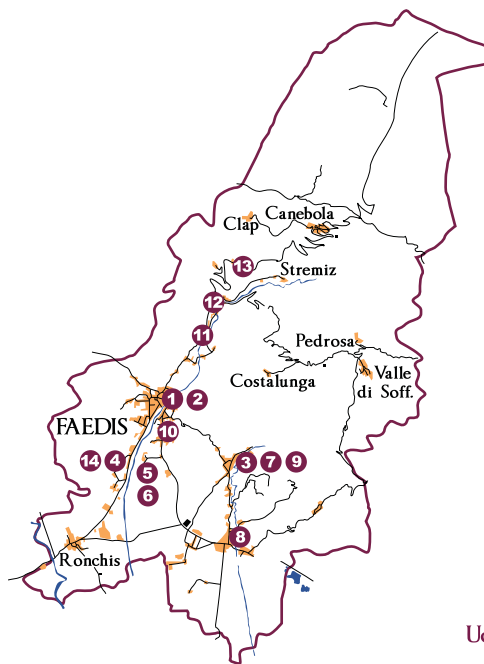 Canebola
Clap
13
Stremiz
12
11
Pedrosa
Costalunga
Valle
di Soff.
1 2
FAEDIS
10
14 4
5
3 7 9
6
8
Ronchis